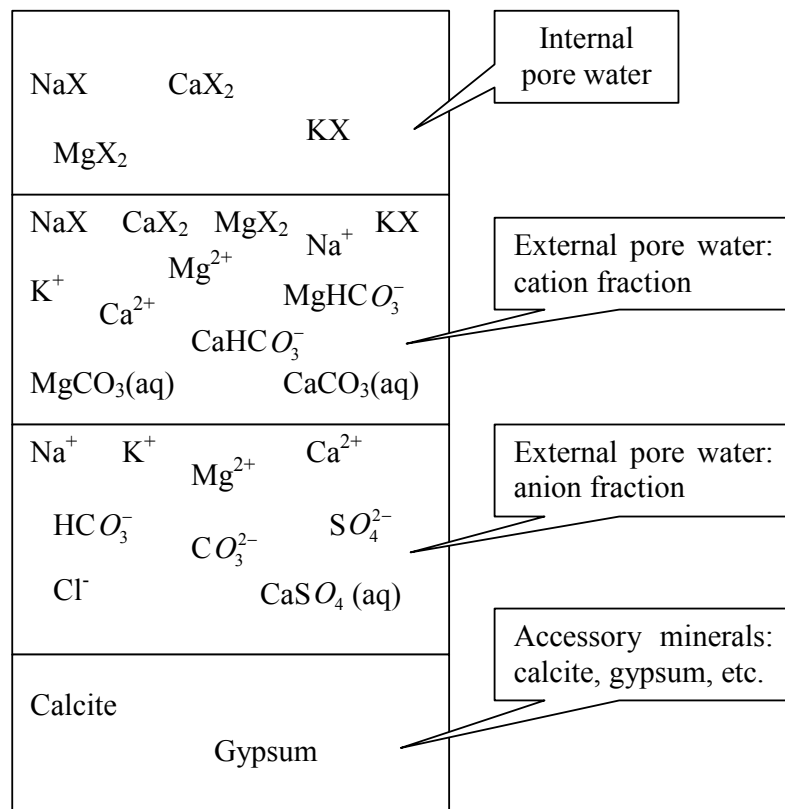 NaX CaX₂
KX
MgX₂
Internal
pore water
NaX CaX₂ MgX₂ Na⁺ KX
K⁺ Ca²⁺ Mg²⁺ MgHCO₃⁻
CaHCO₃⁻
MgCO₃(aq) CaCO₃(aq)
External pore water:
cation fraction
Na⁺ K⁺ Mg²⁺ Ca²⁺
HCO₃⁻ CO₃²⁻ SO₄²⁻
Cl⁻ CaSO₄ (aq)
External pore water:
anion fraction
Calcite
Gypsum
Accessory minerals:
calcite, gypsum, etc.